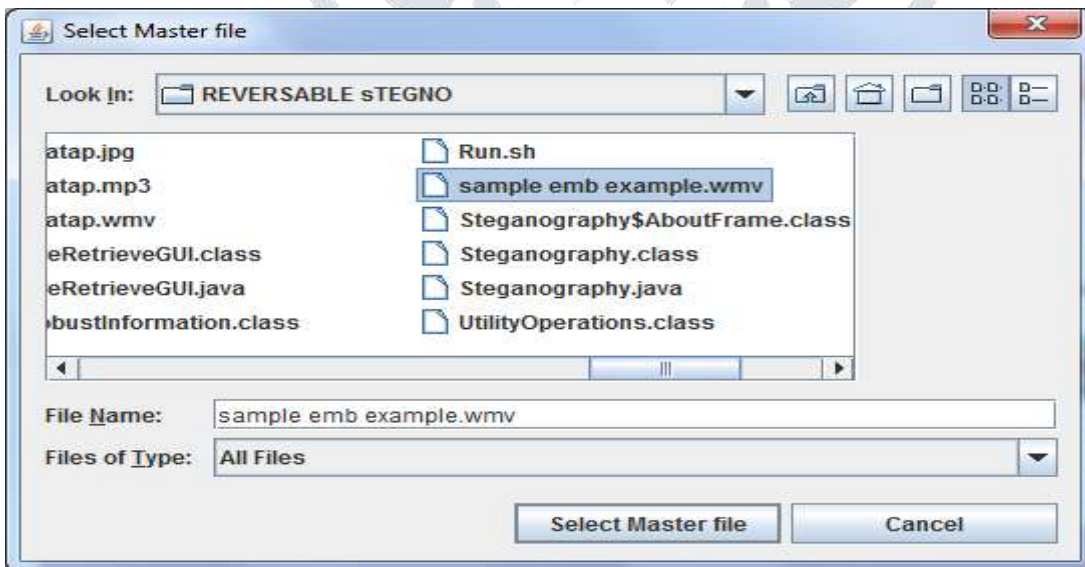 Select Master file
Look In: REVERSABLE sTEGNO
atap.jpg
atap.mp3
atap.wmv
eRetrieveGUI.class
eRetrieveGUI.java
bustInformation.class
Run.sh
sample emb example.wmv
Steganography$AboutFrame.class
Steganography.class
Steganography.java
UtilityOperations.class
File Name: sample emb example.wmv
Files of Type: All Files
Select Master file Cancel